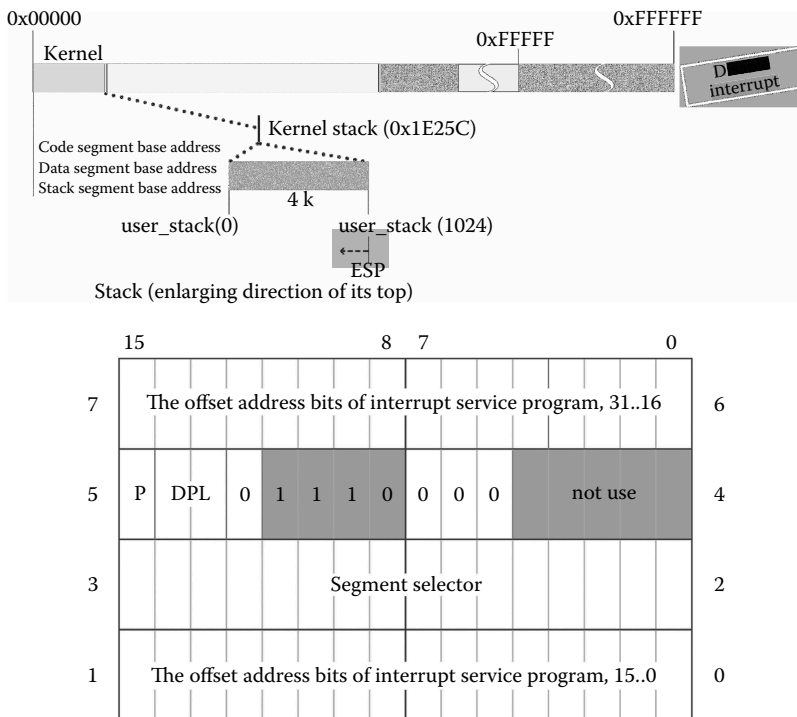 0x00000
0xFFFFFF
0xFFFFF
Kernel
interrupt
Kernel stack (0x1E25C)
Code segment base address
Data segment base address
Stack segment base address
4 k
user_stack(0)
user_stack (1024)
ESP
Stack (enlarging direction of its top)
15 8 7 0
7 The offset address bits of interrupt service program, 31..16 6
5 P DPL 0 1 1 1 0 0 0 0 not use 4
3 Segment selector 2
1 The offset address bits of interrupt service program, 15..0 0